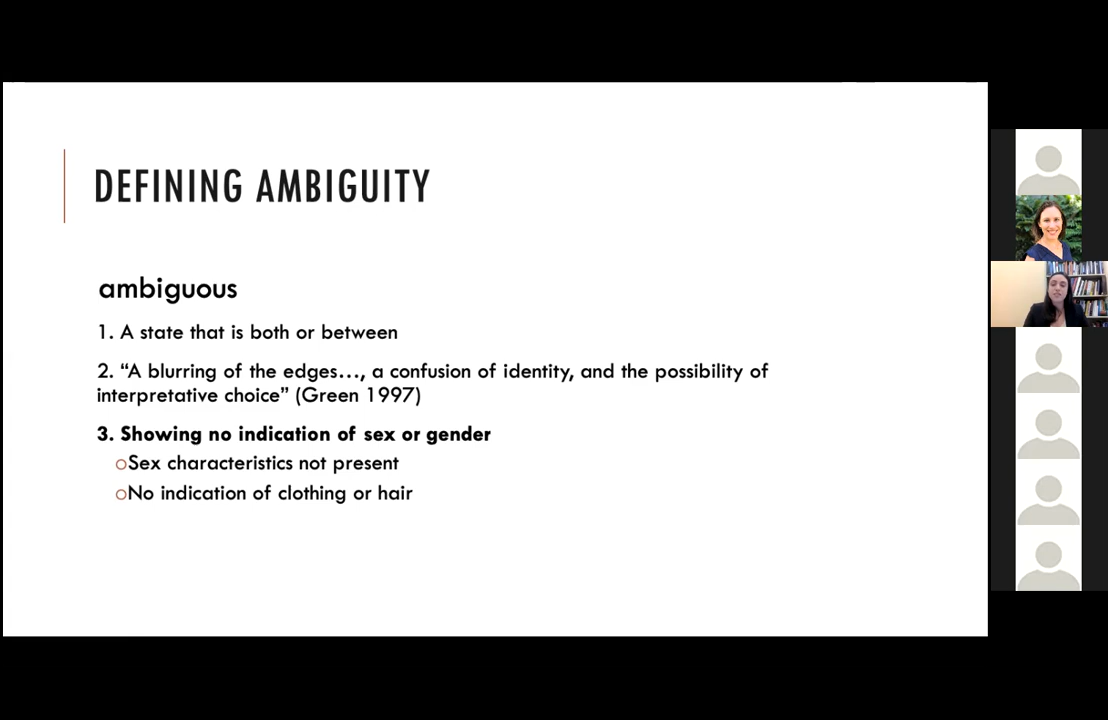 DEFINING AMBIGUITY
ambiguous
1. A state that is both or between
2. “A blurring of the edges…, a confusion of identity, and the possibility of
interpretative choice” (Green 1997)
3. Showing no indication of sex or gender
○Sex characteristics not present
○No indication of clothing or hair